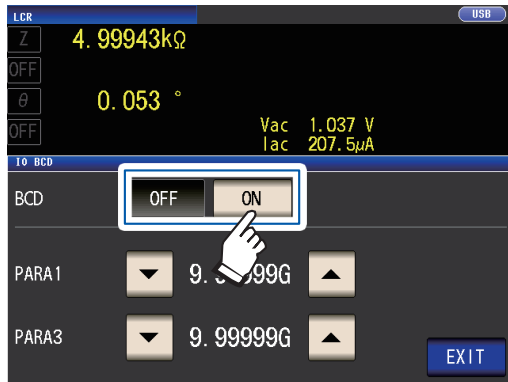 LCR USB
Z 4.99943kΩ
OFF
θ 0.053 °
OFF
Vac 1.037 V
Iac 207.5μA
IO BCD
BCD OFF ON
PARA1 999G
PARA3 9.99999G
EXIT